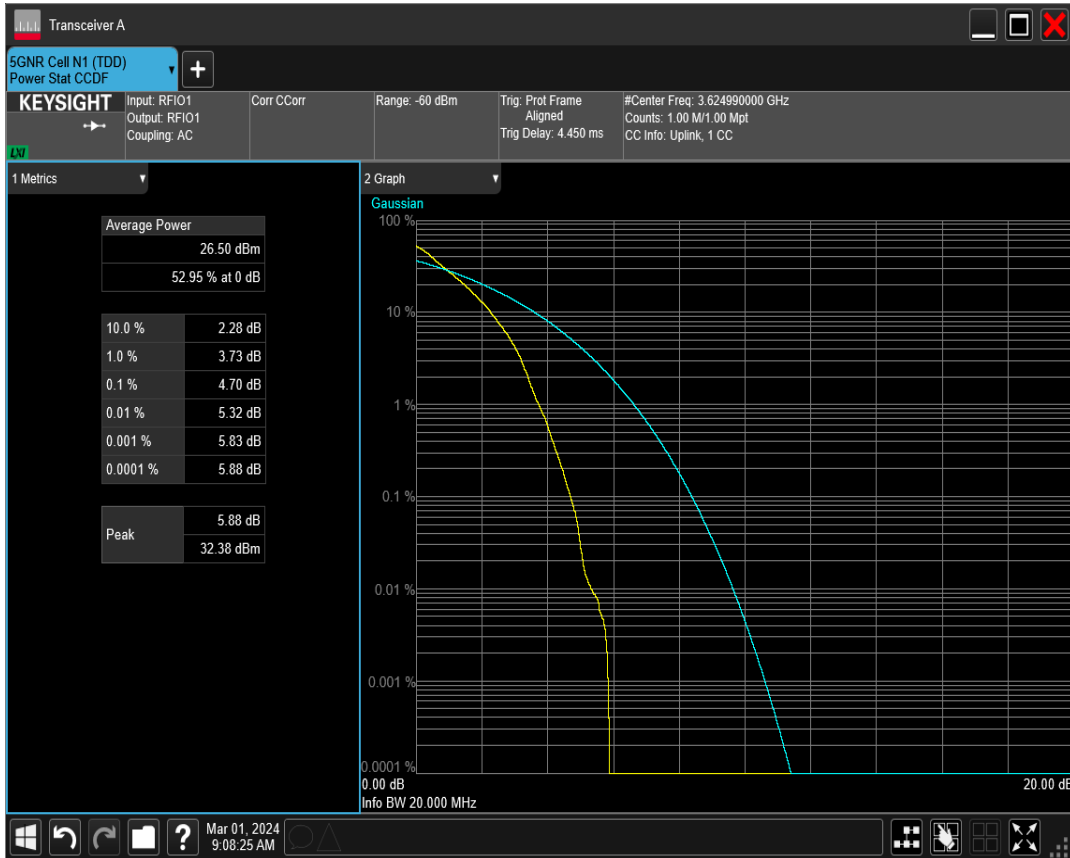 Transceiver A
5GNR Cell N1 (TDD)
Power Stat CCDF
+
KEYSIGHT
LXI
Input: RFIO1
Output: RFIO1
Coupling: AC
Corr CCorr
Range: -60 dBm
Trig: Prot Frame
Aligned
Trig Delay: 4.450 ms
#Center Freq: 3.624990000 GHz
Counts: 1.00 M/1.00 Mpt
CC Info: Uplink, 1 CC
1 Metrics
Average Power
26.50 dBm
52.95 % at 0 dB
10.0 % 2.28 dB
1.0 % 3.73 dB
0.1 % 4.70 dB
0.01 % 5.32 dB
0.001 % 5.83 dB
0.0001 % 5.88 dB
Peak
5.88 dB
32.38 dBm
2 Graph
Gaussian
100 %
10 %
1 %
0.1 %
0.01 %
0.001 %
0.0001 %
0.00 dB 20.00 dB
Info BW 20.000 MHz
?
Mar 01, 2024
9:08:25 AM